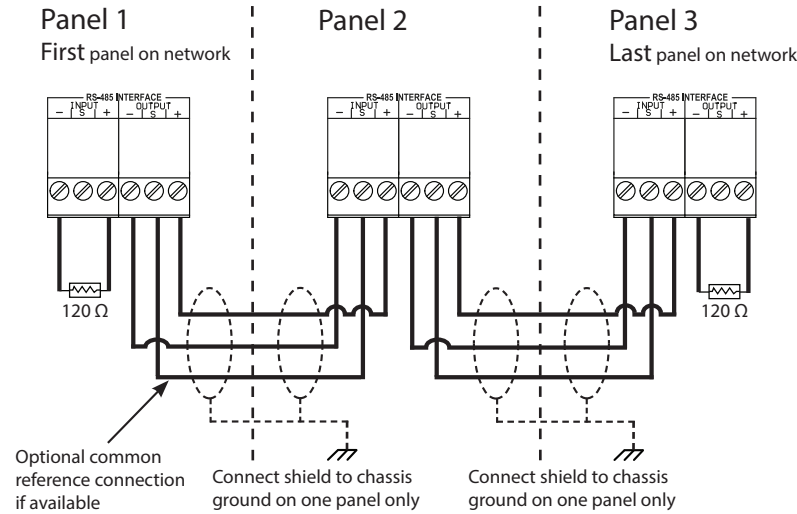 Panel 1
First panel on network
Panel 2
Panel 3
Last panel on network
RS-485 INTERFACE
INPUT OUTPUT
− S + − S +
RS-485 INTERFACE
INPUT OUTPUT
− S + − S +
RS-485 INTERFACE
INPUT OUTPUT
− S + − S +
120 Ω
120 Ω
Optional common
reference connection
if available
Connect shield to chassis
ground on one panel only
Connect shield to chassis
ground on one panel only